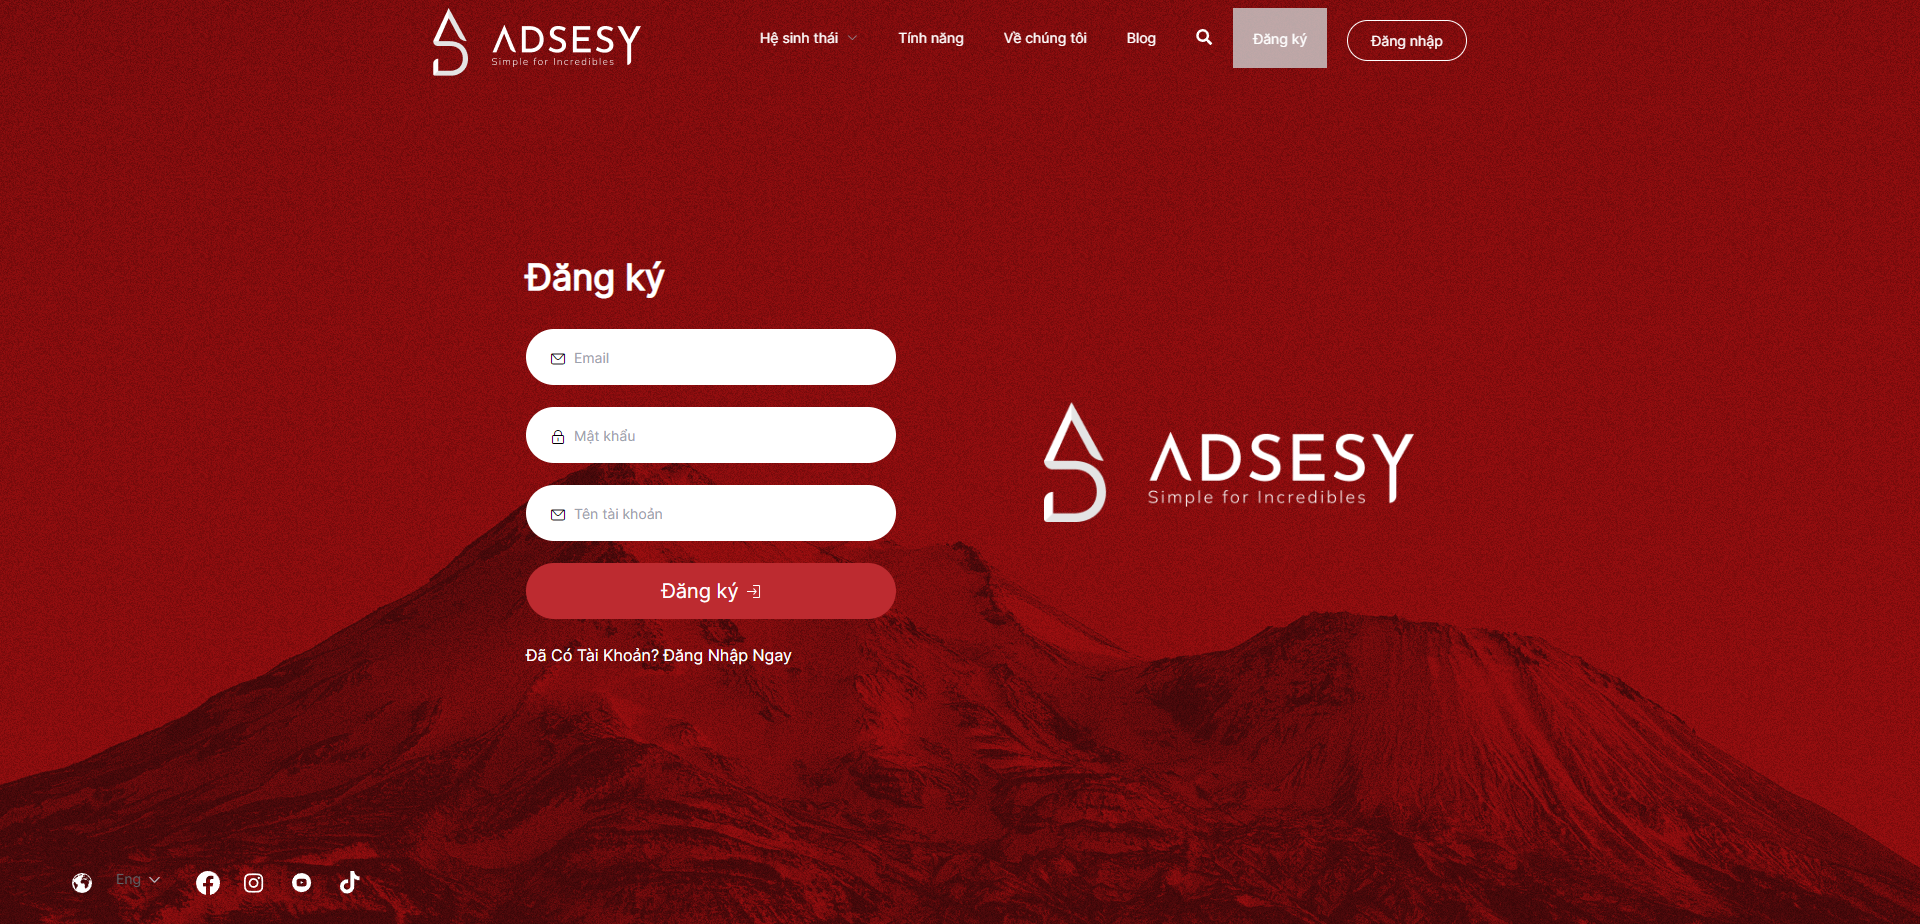 ADSESY
Simple for Incredibles
Hệ sinh thái
Tính năng
Về chúng tôi
Blog
Đăng ký
Đăng nhập
Đăng ký
Email
Mật khẩu
Tên tài khoản
Đăng ký
Đã Có Tài Khoản? Đăng Nhập Ngay
ADSESY
Simple for Incredibles
Eng